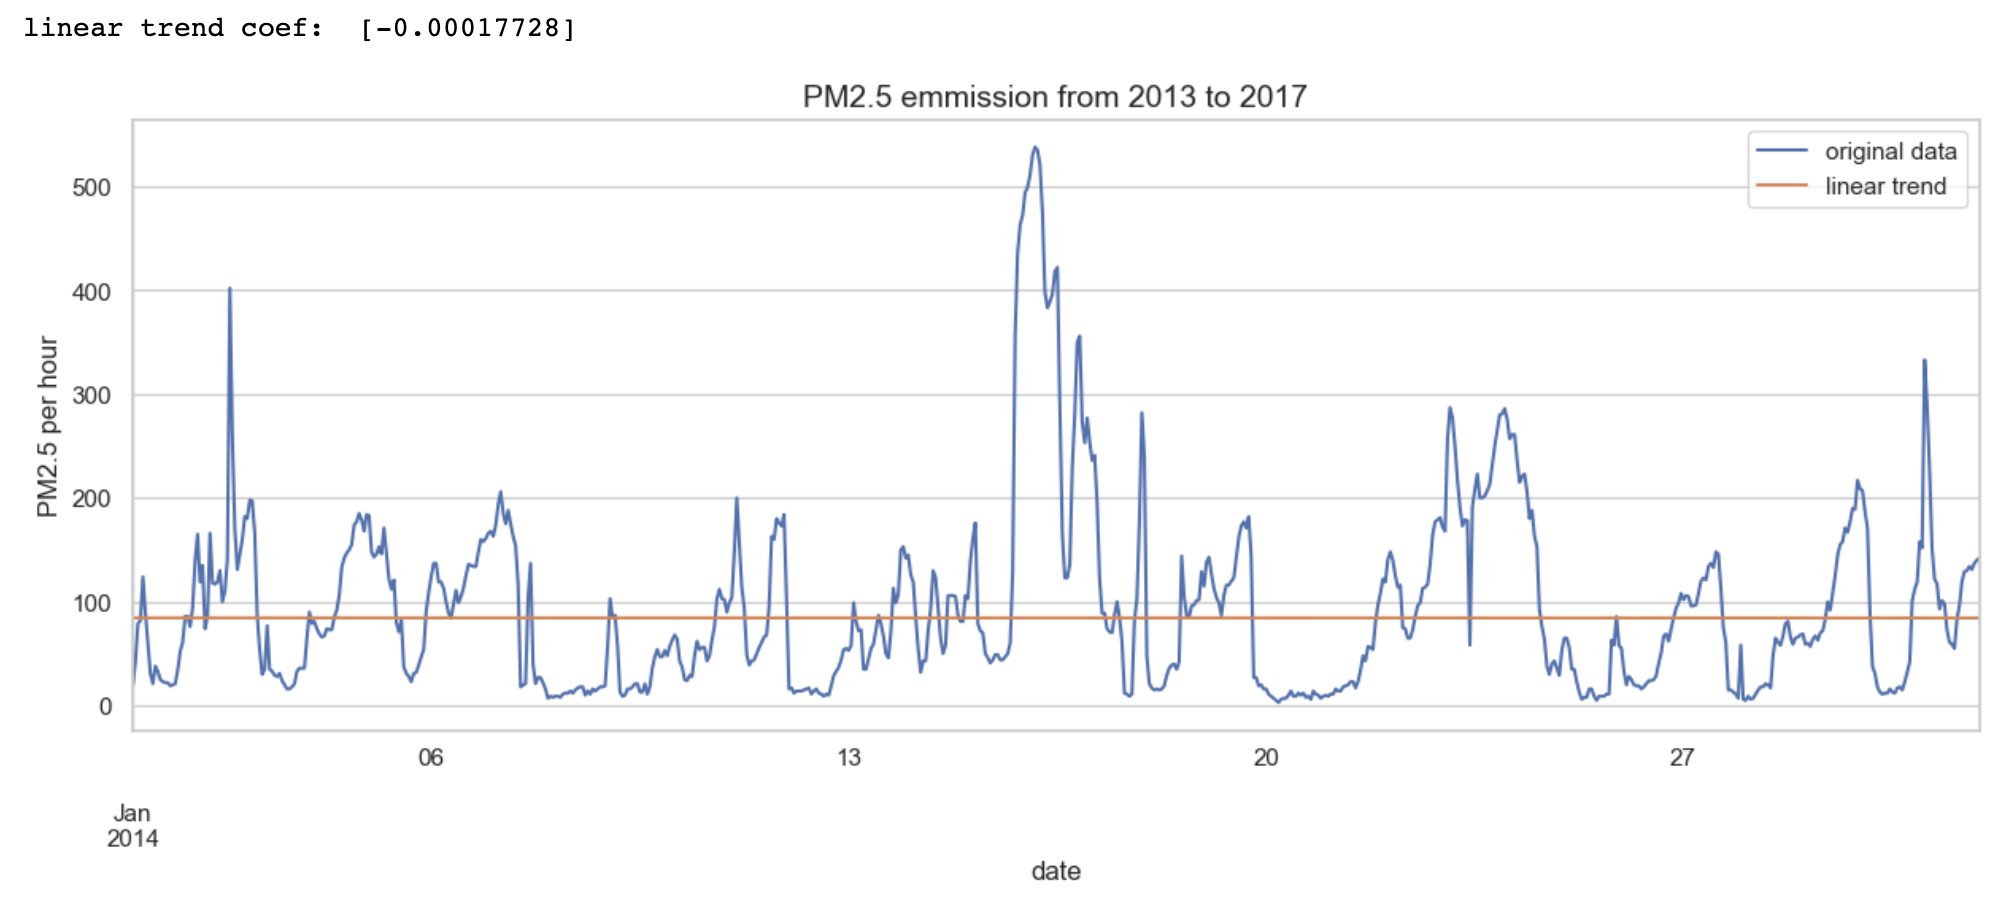 linear trend coef:  [-0.00017728]
PM2.5 emmission from 2013 to 2017
original data
linear trend
PM2.5 per hour
500
400
300
200
100
0
06
13
20
27
Jan
2014
date